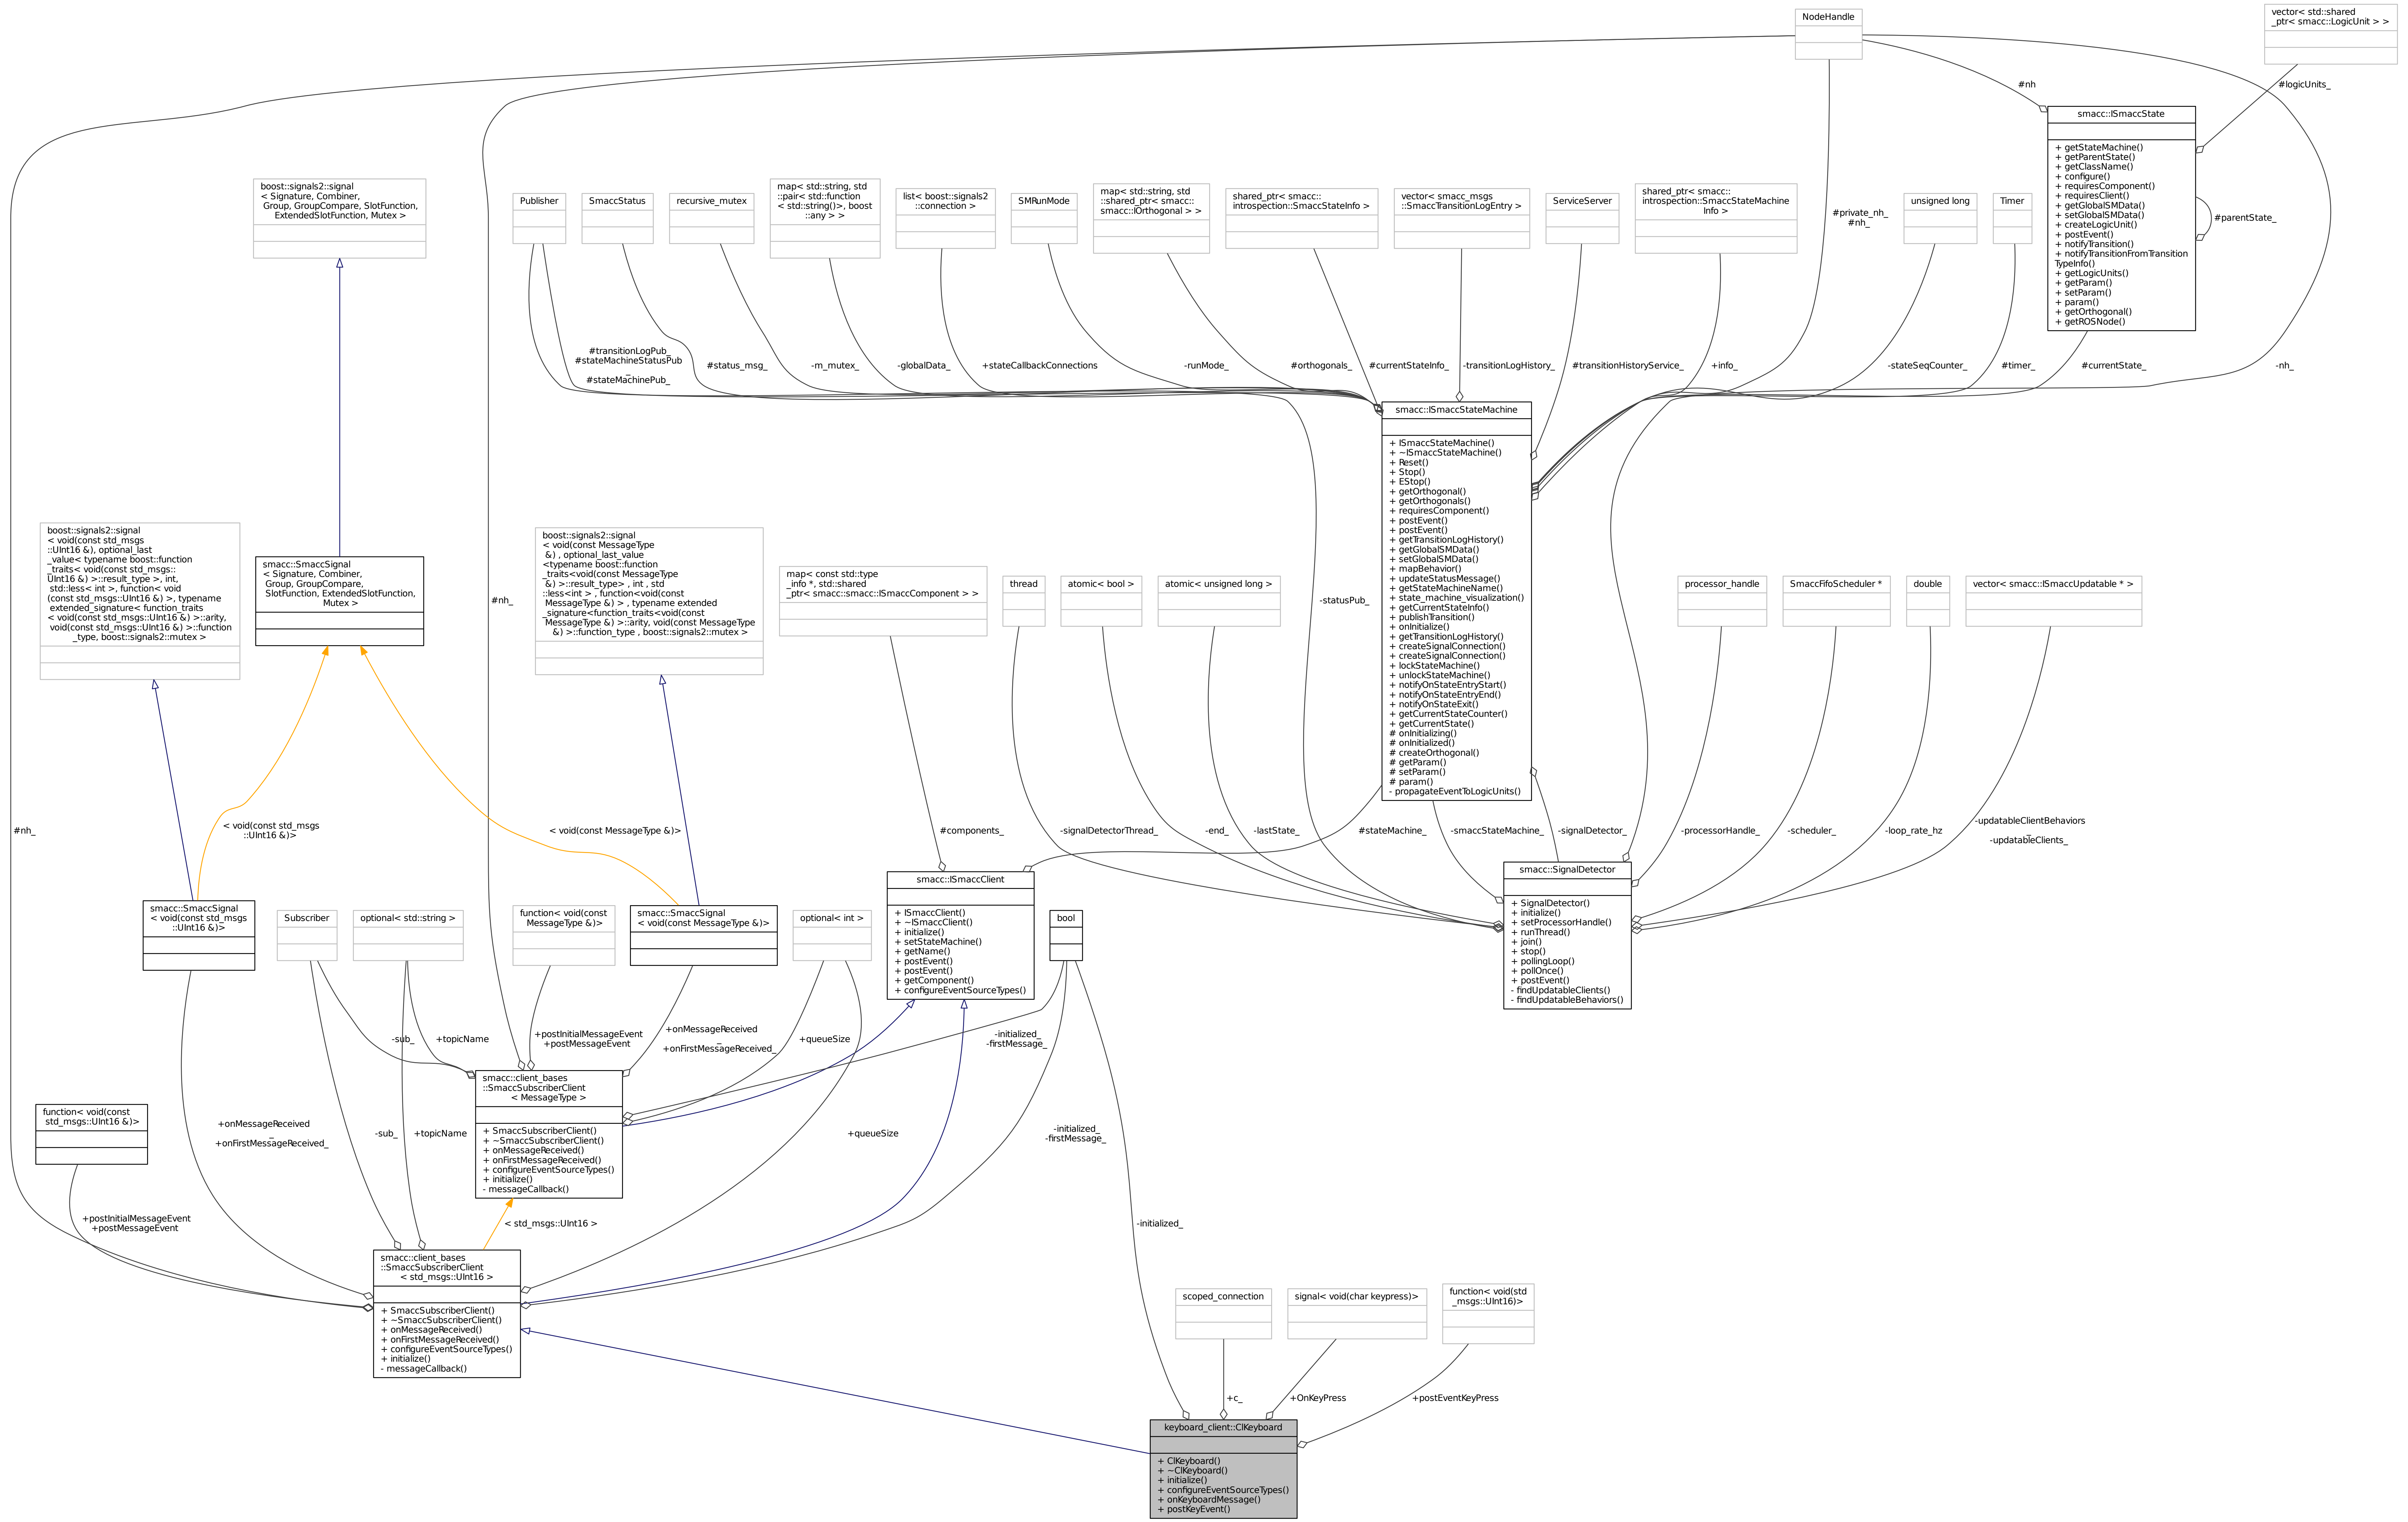 NodeHandle
vector< std::shared
_ptr< smacc::LogicUnit > >
#nh
#logicUnits_
smacc::ISmaccState
+ getStateMachine()
+ getParentState()
+ getClassName()
+ configure()
+ requiresComponent()
+ requiresClient()
+ getGlobalSMData()
+ setGlobalSMData()
+ createLogicUnit()
+ postEvent()
+ notifyTransition()
+ notifyTransitionFromTransition
TypeInfo()
+ getLogicUnits()
+ getParam()
+ setParam()
+ param()
+ getOrthogonal()
+ getROSNode()
#parentState_
boost::signals2::signal
< Signature, Combiner,
Group, GroupCompare, SlotFunction,
ExtendedSlotFunction, Mutex >
Publisher
SmaccStatus
recursive_mutex
map< std::string, std
::pair< std::function
< std::string()>, boost
::any > >
list< boost::signals2
::connection >
SMRunMode
map< std::string, std
::shared_ptr< smacc::
smacc::IOrthogonal > >
shared_ptr< smacc::
introspection::SmaccStateInfo >
vector< smacc_msgs
::SmaccTransitionLogEntry >
ServiceServer
shared_ptr< smacc::
introspection::SmaccStateMachine
Info >
#private_nh_
#nh_
unsigned long
Timer
#transitionLogPub_
#stateMachineStatusPub
_
#stateMachinePub_
#status_msg_
-m_mutex_
-globalData_
+stateCallbackConnections
-runMode_
#orthogonals_
#currentStateInfo_
-transitionLogHistory_
#transitionHistoryService_
+info_
-stateSeqCounter_
#timer_
#currentState_
-nh_
smacc::ISmaccStateMachine
+ ISmaccStateMachine()
+ ~ISmaccStateMachine()
+ Reset()
+ Stop()
+ EStop()
+ getOrthogonal()
+ getOrthogonals()
+ requiresComponent()
+ postEvent()
+ postEvent()
+ getTransitionLogHistory()
+ getGlobalSMData()
+ setGlobalSMData()
+ mapBehavior()
+ updateStatusMessage()
+ getStateMachineName()
+ state_machine_visualization()
+ getCurrentStateInfo()
+ publishTransition()
+ onInitialize()
+ getTransitionLogHistory()
+ createSignalConnection()
+ createSignalConnection()
+ lockStateMachine()
+ unlockStateMachine()
+ notifyOnStateEntryStart()
+ notifyOnStateEntryEnd()
+ notifyOnStateExit()
+ getCurrentStateCounter()
+ getCurrentState()
# onInitializing()
# onInitialized()
# createOrthogonal()
# getParam()
# setParam()
# param()
- propagateEventToLogicUnits()
boost::signals2::signal
< void(const std_msgs
::UInt16 &), optional_last
_value< typename boost::function
_traits< void(const std_msgs::
UInt16 &) >::result_type >, int,
std::less< int >, function< void
(const std_msgs::UInt16 &) >, typename
extended_signature< function_traits
< void(const std_msgs::UInt16 &) >::arity,
void(const std_msgs::UInt16 &) >::function
_type, boost::signals2::mutex >
smacc::SmaccSignal
< Signature, Combiner,
Group, GroupCompare,
SlotFunction, ExtendedSlotFunction,
Mutex >
boost::signals2::signal
< void(const MessageType
&) , optional_last_value
<typename boost::function
_traits<void(const MessageType
&) >::result_type> , int , std
::less<int > , function<void(const
MessageType &) > , typename extended
_signature<function_traits<void(const
MessageType &) >::arity, void(const MessageType
&) >::function_type , boost::signals2::mutex >
#nh_
map< const std::type
_info *, std::shared
_ptr< smacc::smacc::ISmaccComponent > >
thread
atomic< bool >
atomic< unsigned long >
-statusPub_
processor_handle
SmaccFifoScheduler *
double
vector< smacc::ISmaccUpdatable * >
#nh_
< void(const std_msgs
::UInt16 &)>
< void(const MessageType &)>
#components_
-signalDetectorThread_
-end_
-lastState_
#stateMachine_
-smaccStateMachine_
-signalDetector_
-processorHandle_
-scheduler_
-loop_rate_hz
-updatableClientBehaviors
_
-updatableClients_
smacc::SmaccSignal
< void(const std_msgs
::UInt16 &)>
Subscriber
optional< std::string >
function< void(const
MessageType &)>
smacc::SmaccSignal
< void(const MessageType &)>
optional< int >
smacc::ISmaccClient
+ ISmaccClient()
+ ~ISmaccClient()
+ initialize()
+ setStateMachine()
+ getName()
+ postEvent()
+ postEvent()
+ getComponent()
+ configureEventSourceTypes()
bool
smacc::SignalDetector
+ SignalDetector()
+ initialize()
+ setProcessorHandle()
+ runThread()
+ join()
+ stop()
+ pollingLoop()
+ pollOnce()
+ postEvent()
- findUpdatableClients()
- findUpdatableBehaviors()
-sub_
+topicName
+postInitialMessageEvent
+postMessageEvent
+onMessageReceived
_
+onFirstMessageReceived_
+queueSize
-initialized_
-firstMessage_
smacc::client_bases
::SmaccSubscriberClient
< MessageType >
+ SmaccSubscriberClient()
+ ~SmaccSubscriberClient()
+ onMessageReceived()
+ onFirstMessageReceived()
+ configureEventSourceTypes()
+ initialize()
- messageCallback()
function< void(const
std_msgs::UInt16 &)>
+onMessageReceived
_
+onFirstMessageReceived_
-sub_
+topicName
+queueSize
-initialized_
-firstMessage_
+postInitialMessageEvent
+postMessageEvent
< std_msgs::UInt16 >
-initialized_
smacc::client_bases
::SmaccSubscriberClient
< std_msgs::UInt16 >
+ SmaccSubscriberClient()
+ ~SmaccSubscriberClient()
+ onMessageReceived()
+ onFirstMessageReceived()
+ configureEventSourceTypes()
+ initialize()
- messageCallback()
scoped_connection
signal< void(char keypress)>
function< void(std
_msgs::UInt16)>
+c_
+OnKeyPress
+postEventKeyPress
keyboard_client::ClKeyboard
+ ClKeyboard()
+ ~ClKeyboard()
+ initialize()
+ configureEventSourceTypes()
+ onKeyboardMessage()
+ postKeyEvent()